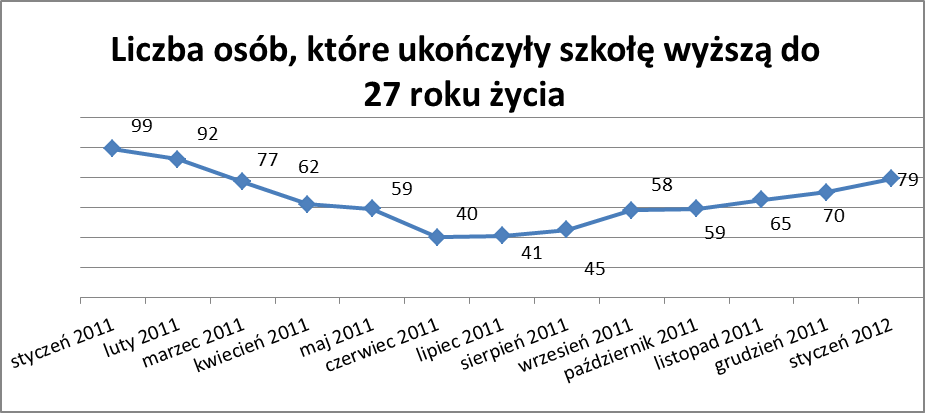 Liczba osób, które ukończyły szkołę wyższą do
27 roku życia
99
92
77
62
59
40
41
45
58
59
65
70
79
styczeń 2011
luty 2011
marzec 2011
kwiecień 2011
maj 2011
czerwiec 2011
lipiec 2011
sierpień 2011
wrzesień 2011
październik 2011
listopad 2011
grudzień 2011
styczeń 2012